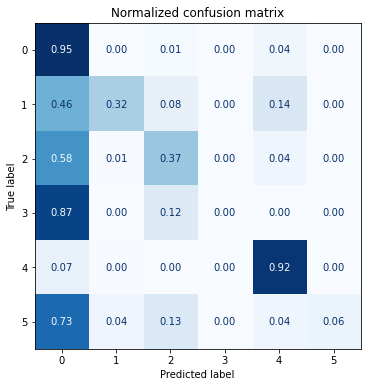 Normalized confusion matrix
True label
0 0.95 0.00 0.01 0.00 0.04 0.00
1 0.46 0.32 0.08 0.00 0.14 0.00
2 0.58 0.01 0.37 0.00 0.04 0.00
3 0.87 0.00 0.12 0.00 0.00 0.00
4 0.07 0.00 0.00 0.00 0.92 0.00
5 0.73 0.04 0.13 0.00 0.04 0.06
0 1 2 3 4 5
Predicted label